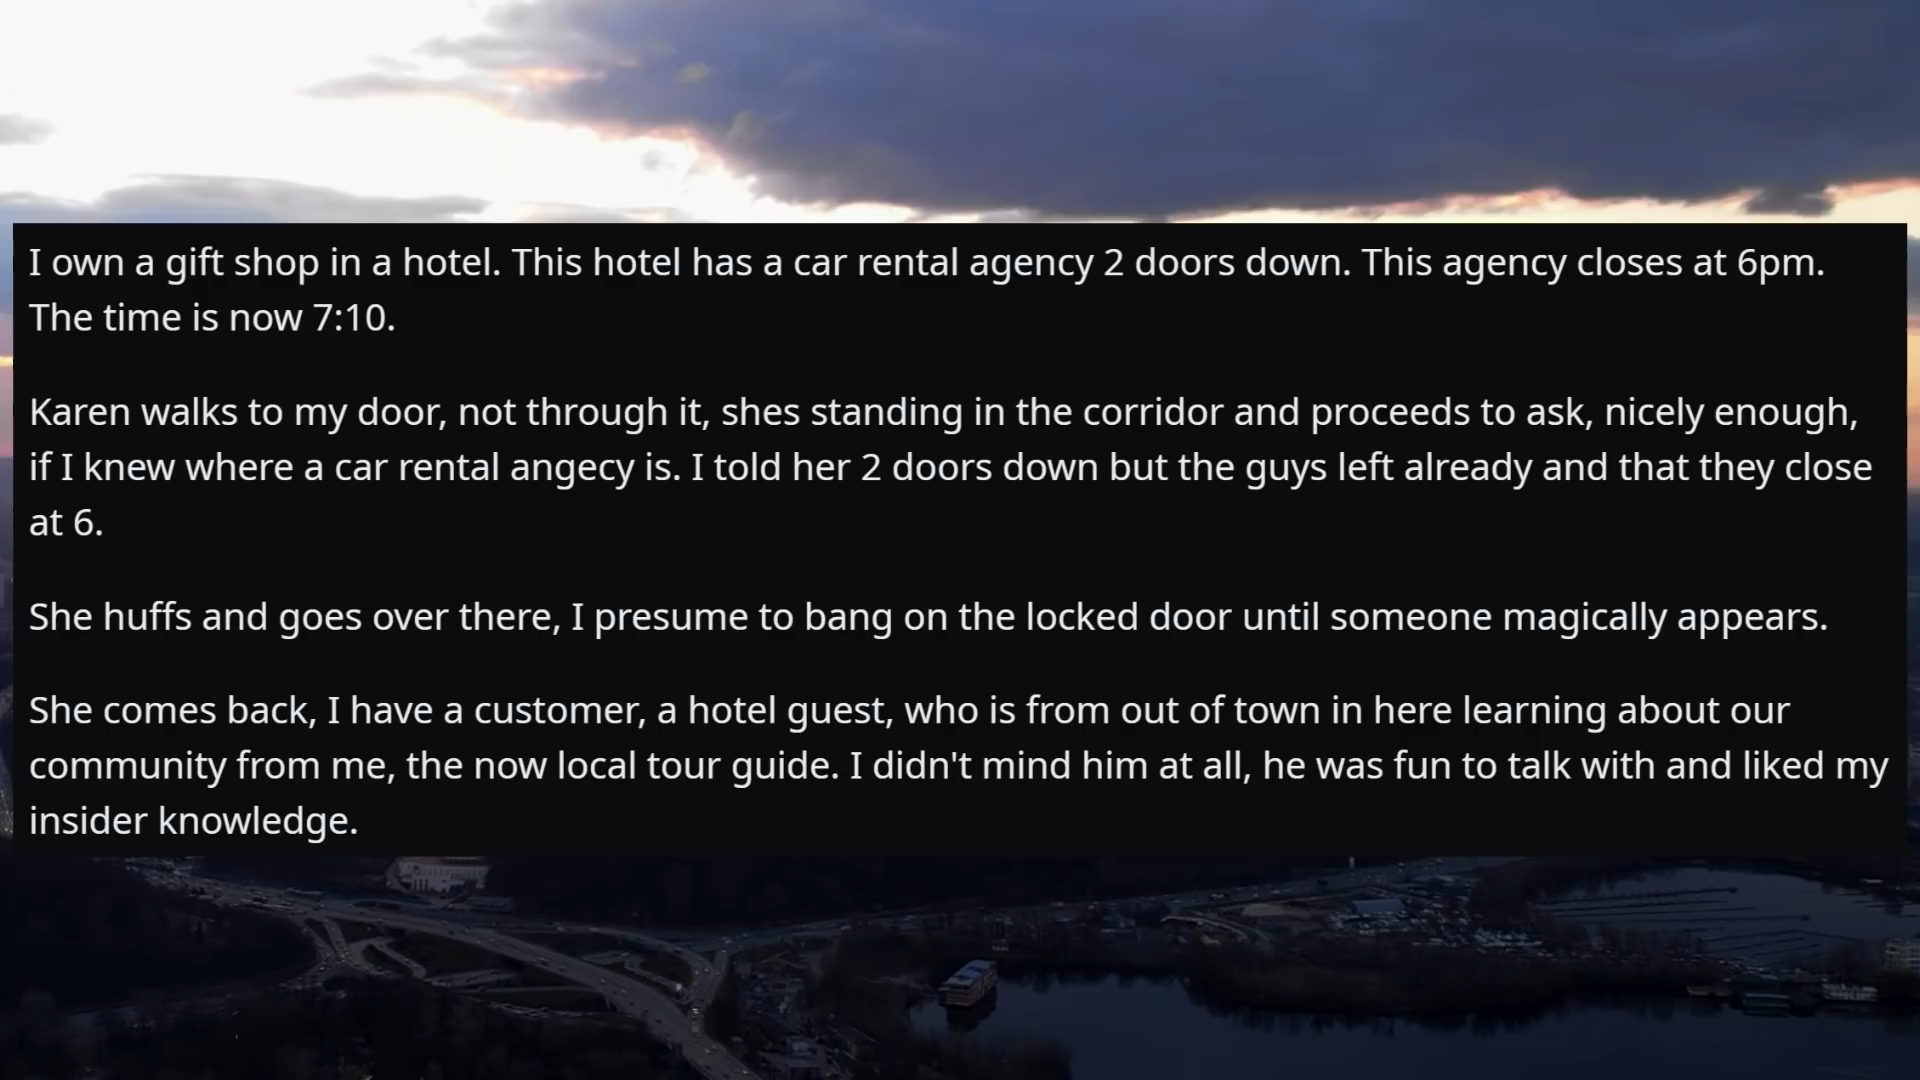 I own a gift shop in a hotel. This hotel has a car rental agency 2 doors down. This agency closes at 6pm.
The time is now 7:10.
Karen walks to my door, not through it, shes standing in the corridor and proceeds to ask, nicely enough,
if I knew where a car rental angecy is. I told her 2 doors down but the guys left already and that they close
at 6.
She huffs and goes over there, I presume to bang on the locked door until someone magically appears.
She comes back, I have a customer, a hotel guest, who is from out of town in here learning about our
community from me, the now local tour guide. I didn't mind him at all, he was fun to talk with and liked my
insider knowledge.